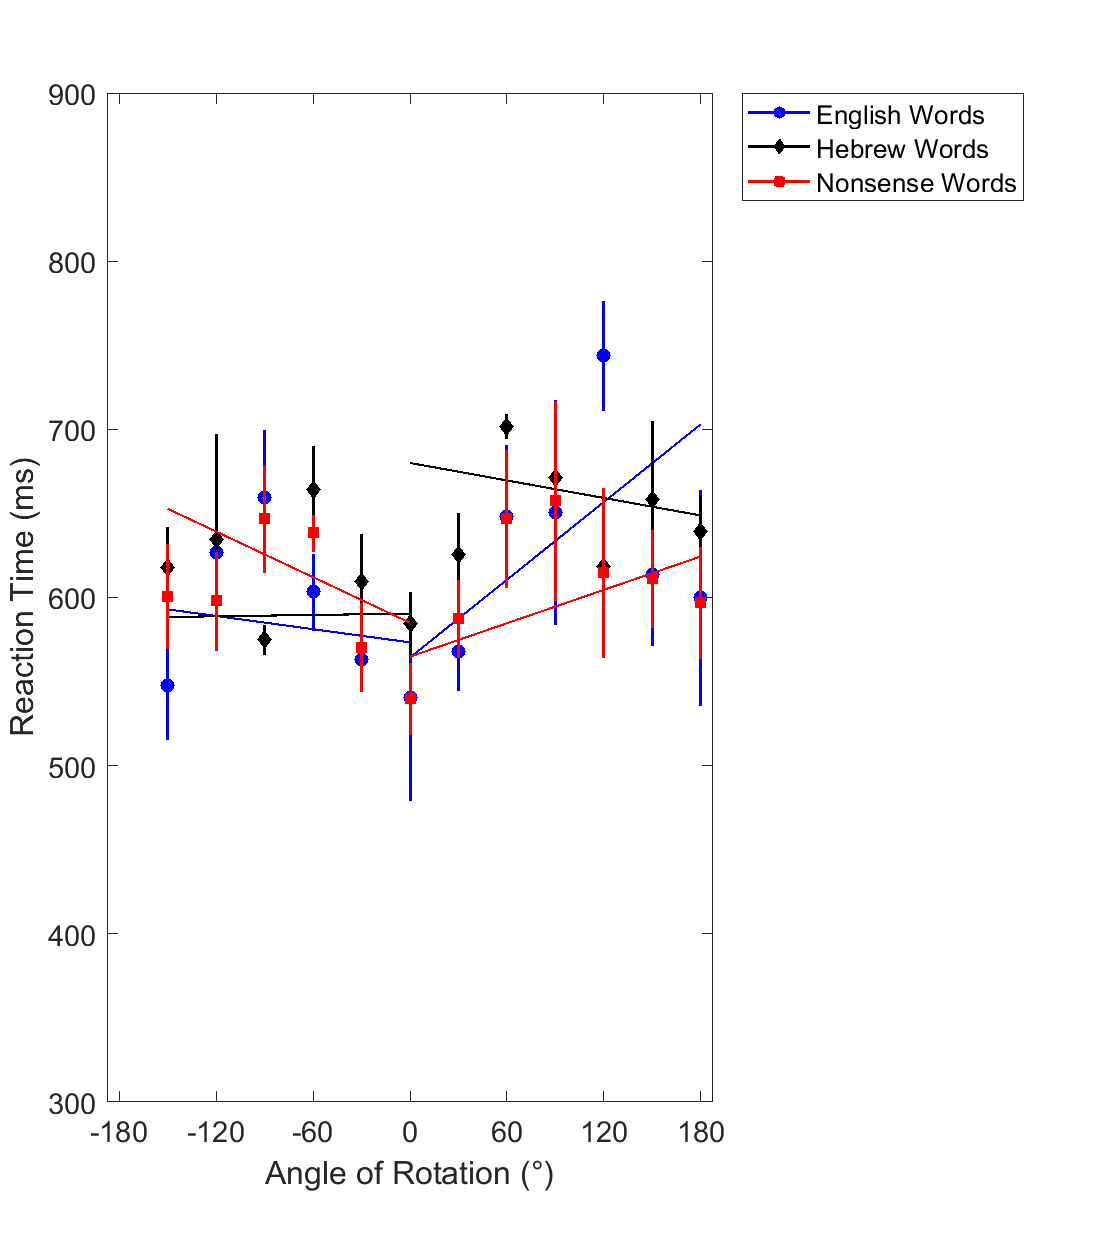 900
800
700
600
500
400
300
Reaction Time (ms)
-180 -120 -60 0 60 120 180
Angle of Rotation (°)
English Words
Hebrew Words
Nonsense Words